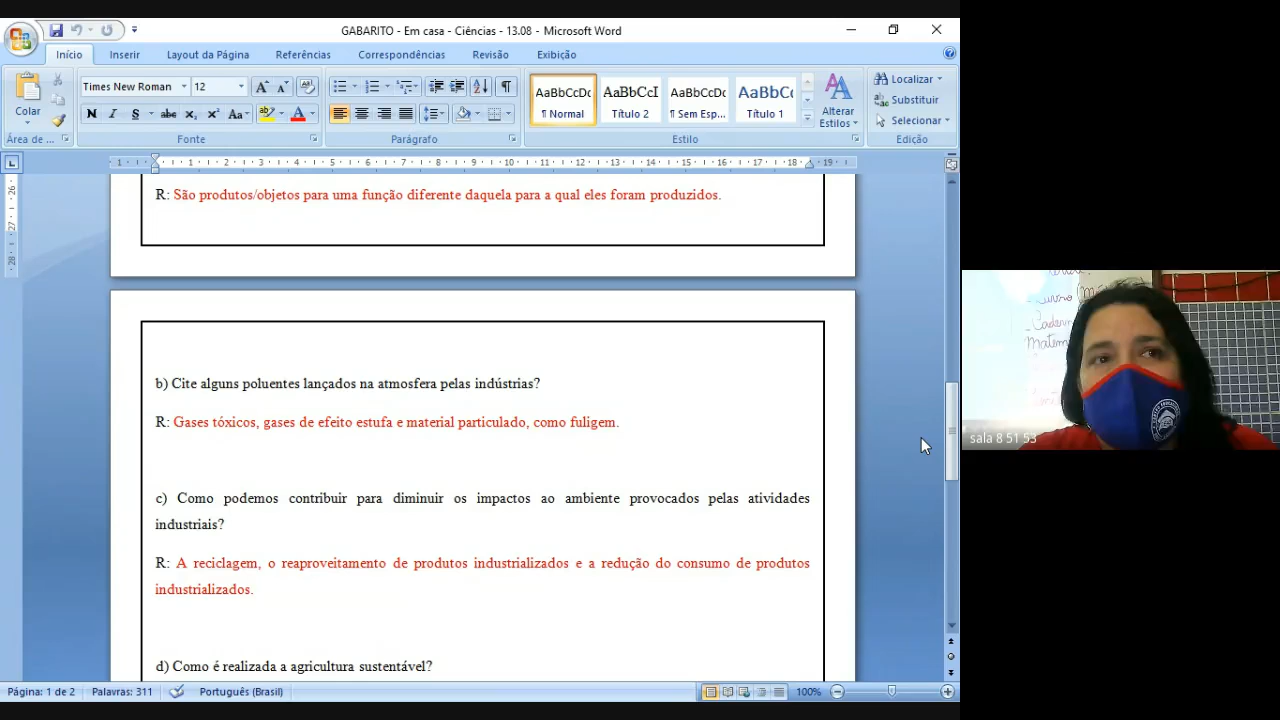 GABARITO - Em casa - Ciências - 13.08 - Microsoft Word
Início Inserir Layout da Página Referências Correspondências Revisão Exibição
Colar
Times New Roman 12
AaBbCcDc AaBbCcI AaBbCcDc AaBbC
¶ Normal Título 2 ¶ Sem Esp... Título 1
Alterar Estilos
Localizar
Substituir
Selecionar
Área de... Fonte Parágrafo Estilo Edição
R: São produtos/objetos para uma função diferente daquela para a qual eles foram produzidos.
b) Cite alguns poluentes lançados na atmosfera pelas indústrias?
R: Gases tóxicos, gases de efeito estufa e material particulado, como fuligem.
c) Como podemos contribuir para diminuir os impactos ao ambiente provocados pelas atividades
industriais?
R: A reciclagem, o reaproveitamento de produtos industrializados e a redução do consumo de produtos
industrializados.
d) Como é realizada a agricultura sustentável?
Página: 1 de 2 Palavras: 311 Português (Brasil) 100%
sala 8 51 53